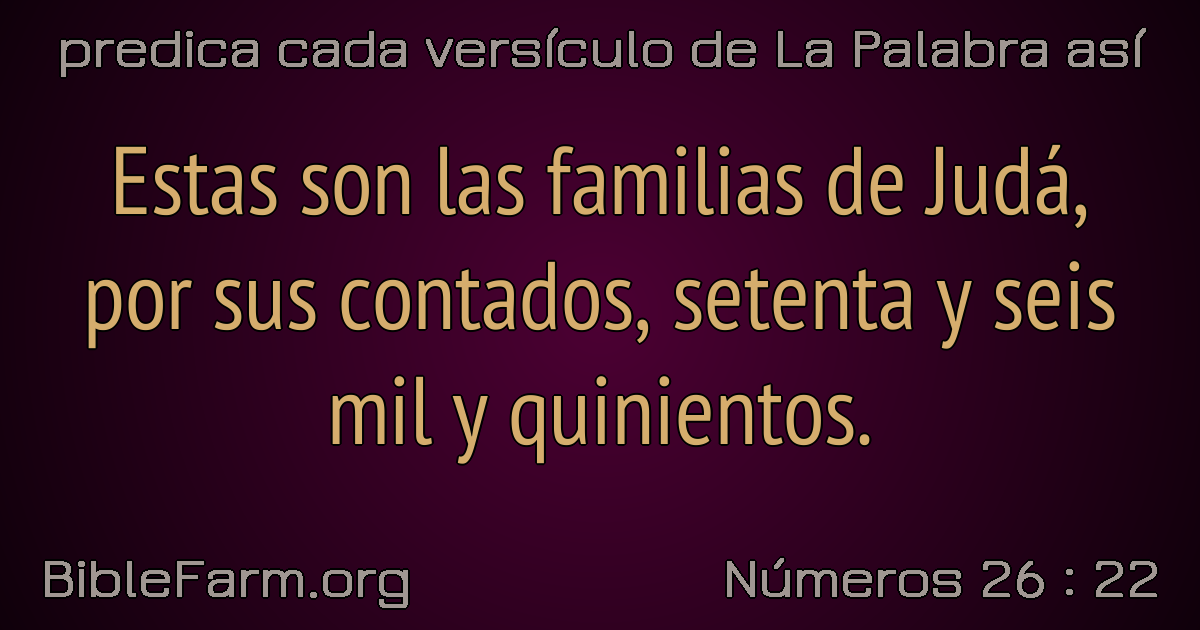 predica cada versículo de La Palabra así
Estas son las familias de Judá,
por sus contados, setenta y seis
mil y quinientos.
BibleFarm.org
Números 26 : 22